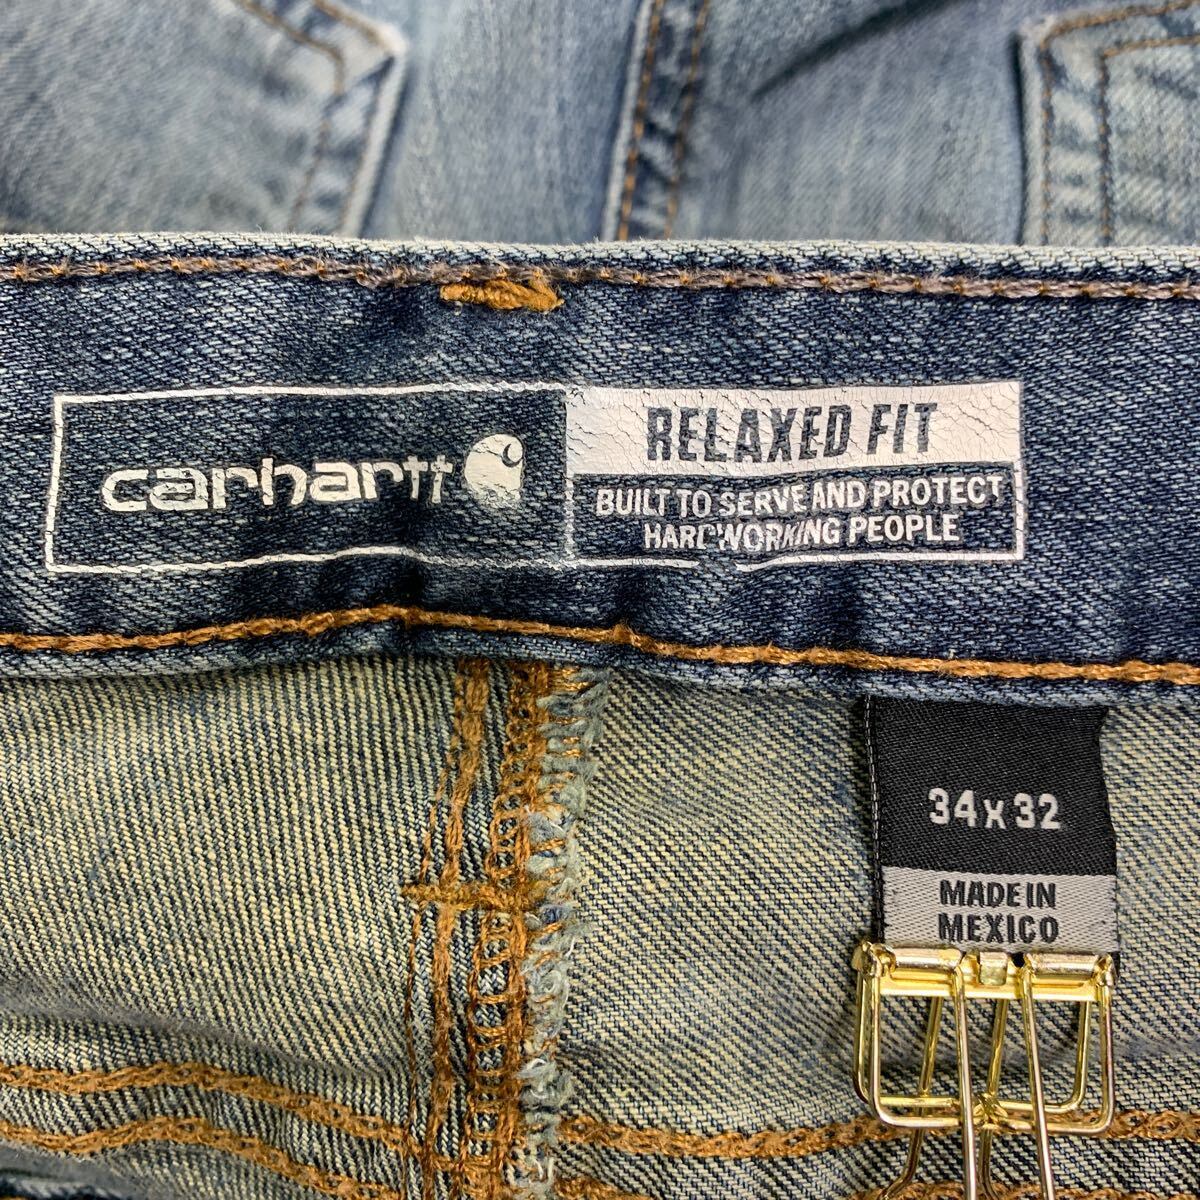 carhartt
RELAXED FIT
BUILT TO SERVE AND PROTECT
HARDWORKING PEOPLE
34 x 32
MADE IN
MEXICO